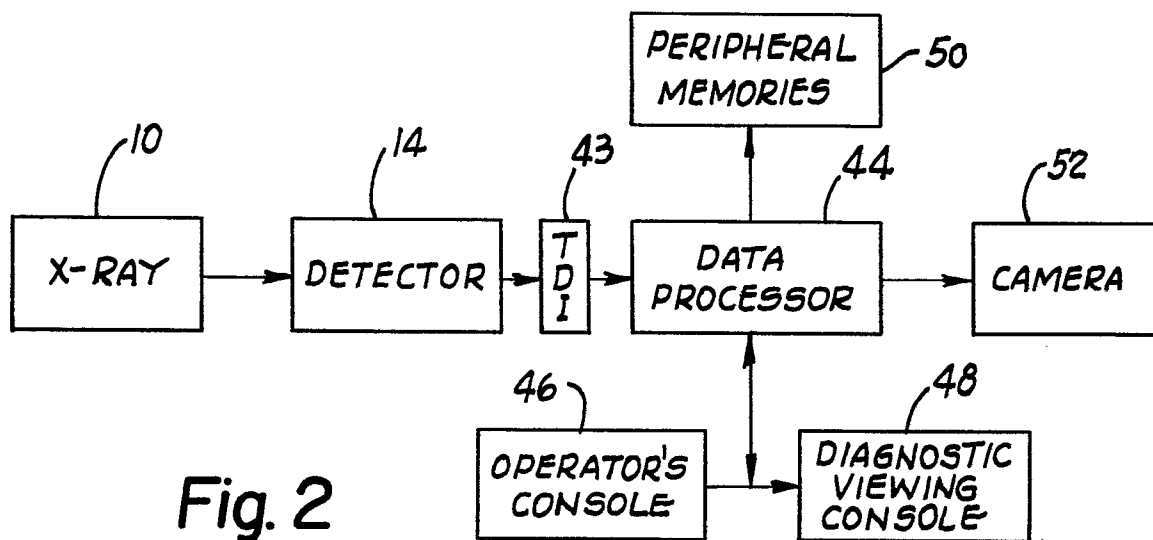 PERIPHERAL
MEMORIES
50
10
14
43
44
52
X-RAY
DETECTOR
T
D
I
DATA
PROCESSOR
CAMERA
46
48
OPERATOR'S
CONSOLE
DIAGNOSTIC
VIEWING
CONSOLE
Fig. 2